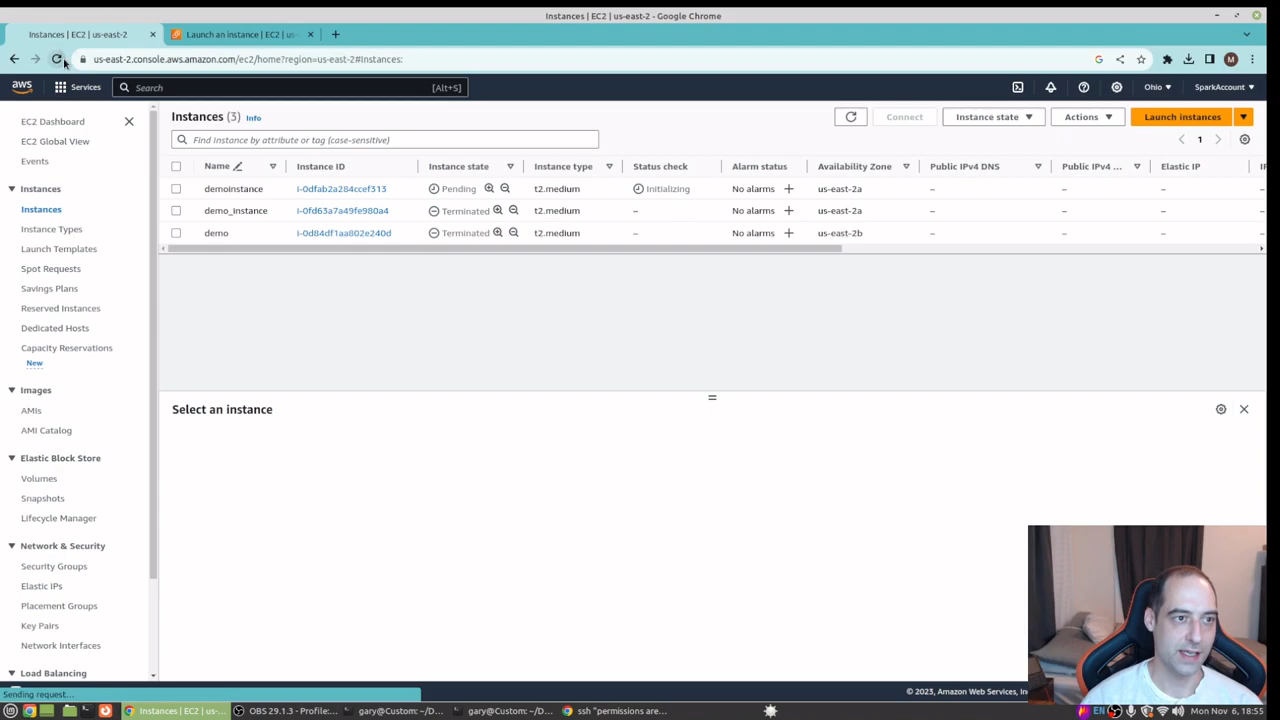 Instances | EC2 | us-east-2 - Google Chrome
Instances | EC2 | us-east-2
Launch an instance | EC2 | us-
us-east-2.console.aws.amazon.com/ec2/home?region=us-east-2#Instances:
M
aws
Services
Search
[Alt+S]
Ohio
SparkAccount
EC2 Dashboard
EC2 Global View
Events
Instances
Instances
Instance Types
Launch Templates
Spot Requests
Savings Plans
Reserved Instances
Dedicated Hosts
Capacity Reservations
New
Images
AMIs
AMI Catalog
Elastic Block Store
Volumes
Snapshots
Lifecycle Manager
Network & Security
Security Groups
Elastic IPs
Placement Groups
Key Pairs
Network Interfaces
Load Balancing
Instances (3) Info
Connect
Instance state
Actions
Launch instances
Find Instance by attribute or tag (case-sensitive)
1
Name Instance ID Instance state Instance type Status check Alarm status Availability Zone Public IPv4 DNS Public IPv4 ... Elastic IP
demoinstance i-0dfab2a284ccef313 Pending t2.medium Initializing No alarms + us-east-2a – – –
demo_instance i-0fd63a7a49fe980a4 Terminated t2.medium – No alarms + us-east-2a – – –
demo i-0d84df1aa802e240d Terminated t2.medium – No alarms + us-east-2b – – –
Select an instance
Sending request...
© 2023, Amazon Web Services, In
Instances | EC2 | us-...
OBS 29.1.3 - Profile:...
gary@Custom: ~/D...
gary@Custom: ~/D...
ssh "permissions are...
EN
Mon Nov 6, 18:55